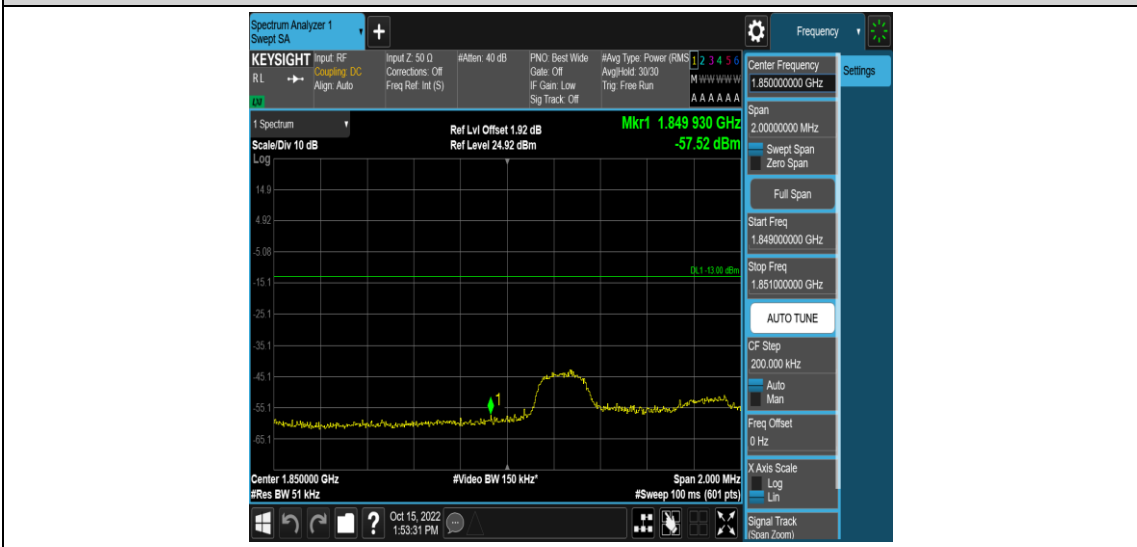 Spectrum Analyzer 1
Swept SA
+
Frequency
KEYSIGHT
RL
LXI
Input: RF
Coupling: DC
Align: Auto
Input Z: 50 Ω
Corrections: Off
Freq Ref: Int (S)
#Atten: 40 dB
PNO: Best Wide
Gate: Off
IF Gain: Low
Sig Track: Off
#Avg Type: Power (RMS
Avg|Hold: 30/30
Trig: Free Run
1 2 3 4 5 6
M W W W W W
A A A A A A
1 Spectrum
Scale/Div 10 dB
Log
Ref Lvl Offset 1.92 dB
Ref Level 24.92 dBm
Mkr1 1.849 930 GHz
-57.52 dBm
14.9
4.92
-5.08
DL1 -13.00 dBm
-15.1
-25.1
-35.1
-45.1
-55.1
1
-65.1
Center 1.850000 GHz
#Res BW 51 kHz
#Video BW 150 kHz*
Span 2.000 MHz
#Sweep 100 ms (601 pts)
Center Frequency
1.850000000 GHz
Settings
Span
2.00000000 MHz
Swept Span
Zero Span
Full Span
Start Freq
1.849000000 GHz
Stop Freq
1.851000000 GHz
AUTO TUNE
CF Step
200.000 kHz
Auto
Man
Freq Offset
0 Hz
X Axis Scale
Log
Lin
Signal Track
(Span Zoom)
?
Oct 15, 2022
1:53:31 PM